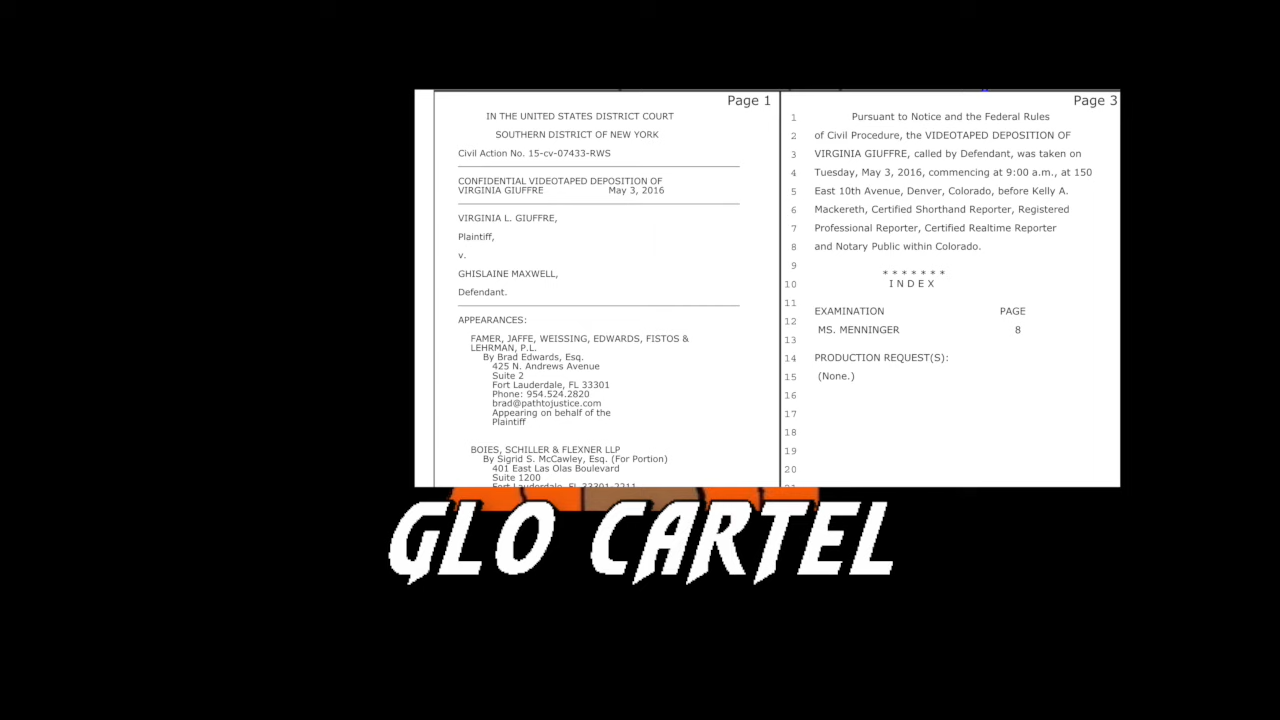 Page 1
IN THE UNITED STATES DISTRICT COURT
SOUTHERN DISTRICT OF NEW YORK
Civil Action No. 15-cv-07433-RWS
CONFIDENTIAL VIDEOTAPED DEPOSITION OF
VIRGINIA GIUFFRE May 3, 2016
VIRGINIA L. GIUFFRE,
Plaintiff,
v.
GHISLAINE MAXWELL,
Defendant.
APPEARANCES:
FAMER, JAFFE, WEISSING, EDWARDS, FISTOS &
LEHRMAN, P.L.
By Brad Edwards, Esq.
425 N. Andrews Avenue
Suite 2
Fort Lauderdale, FL 33301
Phone: 954.524.2820
brad@pathtojustice.com
Appearing on behalf of the
Plaintiff
BOIES, SCHILLER & FLEXNER LLP
By Sigrid S. McCawley, Esq. (For Portion)
401 East Las Olas Boulevard
Suite 1200
Fort Lauderdale, FL 33301-2211
Page 3
1 Pursuant to Notice and the Federal Rules
2 of Civil Procedure, the VIDEOTAPED DEPOSITION OF
3 VIRGINIA GIUFFRE, called by Defendant, was taken on
4 Tuesday, May 3, 2016, commencing at 9:00 a.m., at 150
5 East 10th Avenue, Denver, Colorado, before Kelly A.
6 Mackereth, Certified Shorthand Reporter, Registered
7 Professional Reporter, Certified Realtime Reporter
8 and Notary Public within Colorado.
9 * * * * * * *
10 I N D E X
11
12 EXAMINATION PAGE
13 MS. MENNINGER 8
14 PRODUCTION REQUEST(S):
15 (None.)
16
17
18
19
20
GLO CARTEL